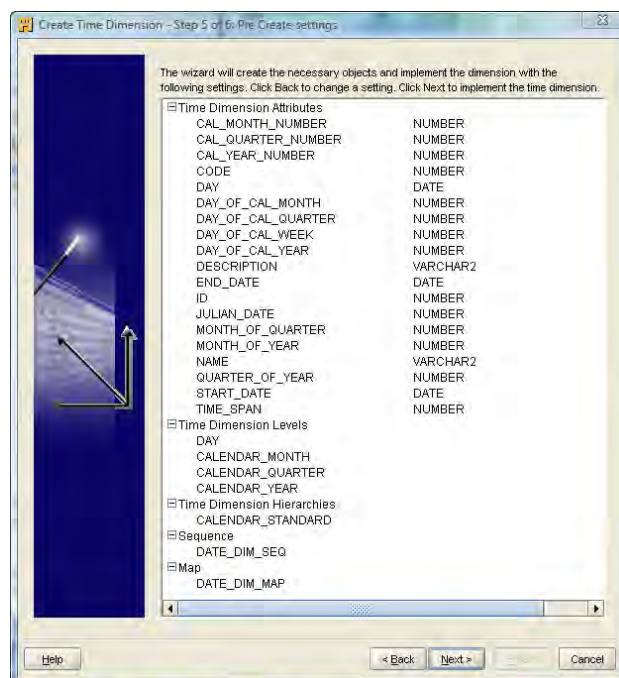 Create Time Dimension - Step 5 of 6: Pre Create settings
The wizard will create the necessary objects and implement the dimension with the
following settings. Click Back to change a setting. Click Next to implement the time dimension.
Time Dimension Attributes
CAL_MONTH_NUMBER NUMBER
CAL_QUARTER_NUMBER NUMBER
CAL_YEAR_NUMBER NUMBER
CODE NUMBER
DAY DATE
DAY_OF_CAL_MONTH NUMBER
DAY_OF_CAL_QUARTER NUMBER
DAY_OF_CAL_WEEK NUMBER
DAY_OF_CAL_YEAR NUMBER
DESCRIPTION VARCHAR2
END_DATE DATE
ID NUMBER
JULIAN_DATE NUMBER
MONTH_OF_QUARTER NUMBER
MONTH_OF_YEAR NUMBER
NAME VARCHAR2
QUARTER_OF_YEAR NUMBER
START_DATE DATE
TIME_SPAN NUMBER
Time Dimension Levels
DAY
CALENDAR_MONTH
CALENDAR_QUARTER
CALENDAR_YEAR
Time Dimension Hierarchies
CALENDAR_STANDARD
Sequence
DATE_DIM_SEQ
Map
DATE_DIM_MAP
Help < Back Next > Cancel